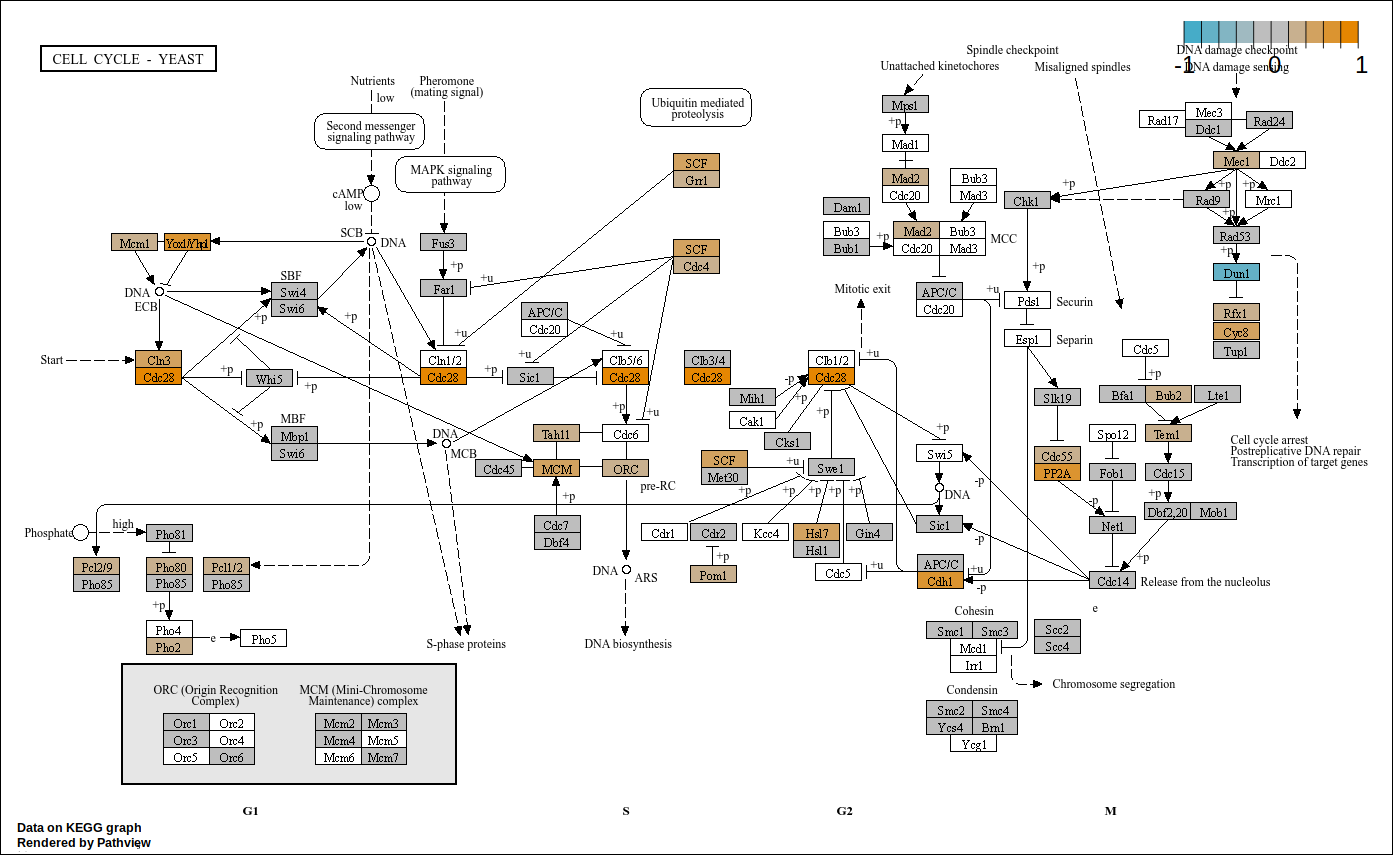 CELL CYCLE - YEAST
Nutrients
low
Pheromone
(mating signal)
Second messenger
signaling pathway
MAPK signaling
pathway
Ubiquitin mediated
proteolysis
Spindle checkpoint
Unattached kinetochores
Misaligned spindles
DNA damage checkpoint
DNA damage sensing
-1
0
1
cAMP
low
SCB
DNA
Mcm1
Yox1/Yhp1
DNA
ECB
SBF
Swi4
Swi6
+p
Start
Cln3
Cdc28
+p
Whi5
+p
+p
MBF
Mbp1
Swi6
Fus3
+p
Far1
+u
+u
+p
Cln1/2
Cdc28
+p
Sic1
+u
APC/C
Cdc20
+u
Clb5/6
Cdc28
+p
+u
Cdc6
SCF
Grr1
SCF
Cdc4
Clb3/4
Cdc28
DNA
MCB
Tah11
Cdc45
MCM
ORC
pre-RC
+p
Cdc7
Dbf4
DNA
ARS
S-phase proteins
DNA biosynthesis
Phosphate
high
Pho81
Pcl2/9
Pho85
Pho80
Pho85
Pcl1/2
Pho85
+p
Pho4
Pho2
e
Pho5
Mps1
+p
Mad1
Mad2
Cdc20
Bub3
Mad3
Dam1
Bub3
Bub1
+p
Mad2
Cdc20
Bub3
Mad3
MCC
Mitotic exit
APC/C
Cdc20
+u
Clb1/2
Cdc28
+u
-p
+p
Mih1
Cak1
Cks1
SCF
Met30
+u
Swe1
+p
+p
+p
+p
Cdr1
Cdr2
Kcc4
Hsl7
Hsl1
Gin4
+p
Pom1
Cdc5
+u
+p
Swi5
-p
DNA
Sic1
-p
APC/C
Cdh1
+u
-p
Chk1
+p
+p
Pds1
Securin
Esp1
Separin
Slk19
Cdc55
PP2A
-p
Rad17
Mec3
Ddc1
Rad24
Mec1
Ddc2
+p
+p
Rad9
Mrc1
+p
Rad53
+p
Dun1
Rfx1
Cyc8
Tup1
Cell cycle arrest
Postreplicative DNA repair
Transcription of target genes
Cdc5
+p
Bfa1
Bub2
Lte1
Spo12
Tem1
Fob1
Cdc15
+p
Net1
Dbf2,20
Mob1
+p
Cdc14
Release from the nucleolus
e
Cohesin
Smc1
Smc3
Mcd1
Irr1
Scc2
Scc4
Chromosome segregation
Condensin
Smc2
Smc4
Ycs4
Brn1
Ycg1
ORC (Origin Recognition
Complex)
Orc1
Orc2
Orc3
Orc4
Orc5
Orc6
MCM (Mini-Chromosome
Maintenance) complex
Mcm2
Mcm3
Mcm4
Mcm5
Mcm6
Mcm7
G1
S
G2
M
Data on KEGG graph
Rendered by Pathview